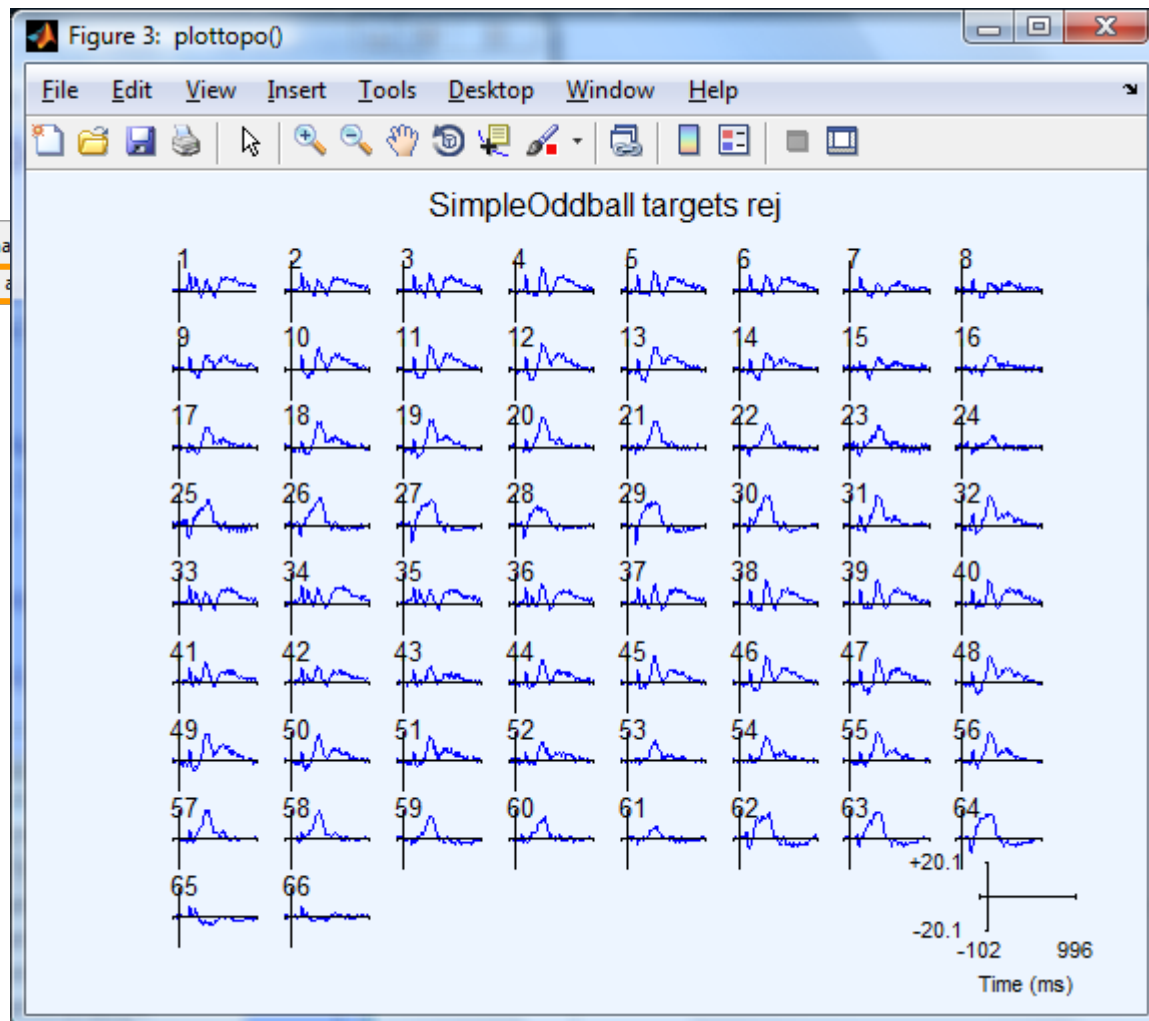 Figure 3: plottopo()
File Edit View Insert Tools Desktop Window Help
SimpleOddball targets rej
1 2 3 4 5 6 7 8
9 10 11 12 13 14 15 16
17 18 19 20 21 22 23 24
25 26 27 28 29 30 31 32
33 34 35 36 37 38 39 40
41 42 43 44 45 46 47 48
49 50 51 52 53 54 55 56
57 58 59 60 61 62 63 64
+20.1
65 66
-20.1
-102 996
Time (ms)